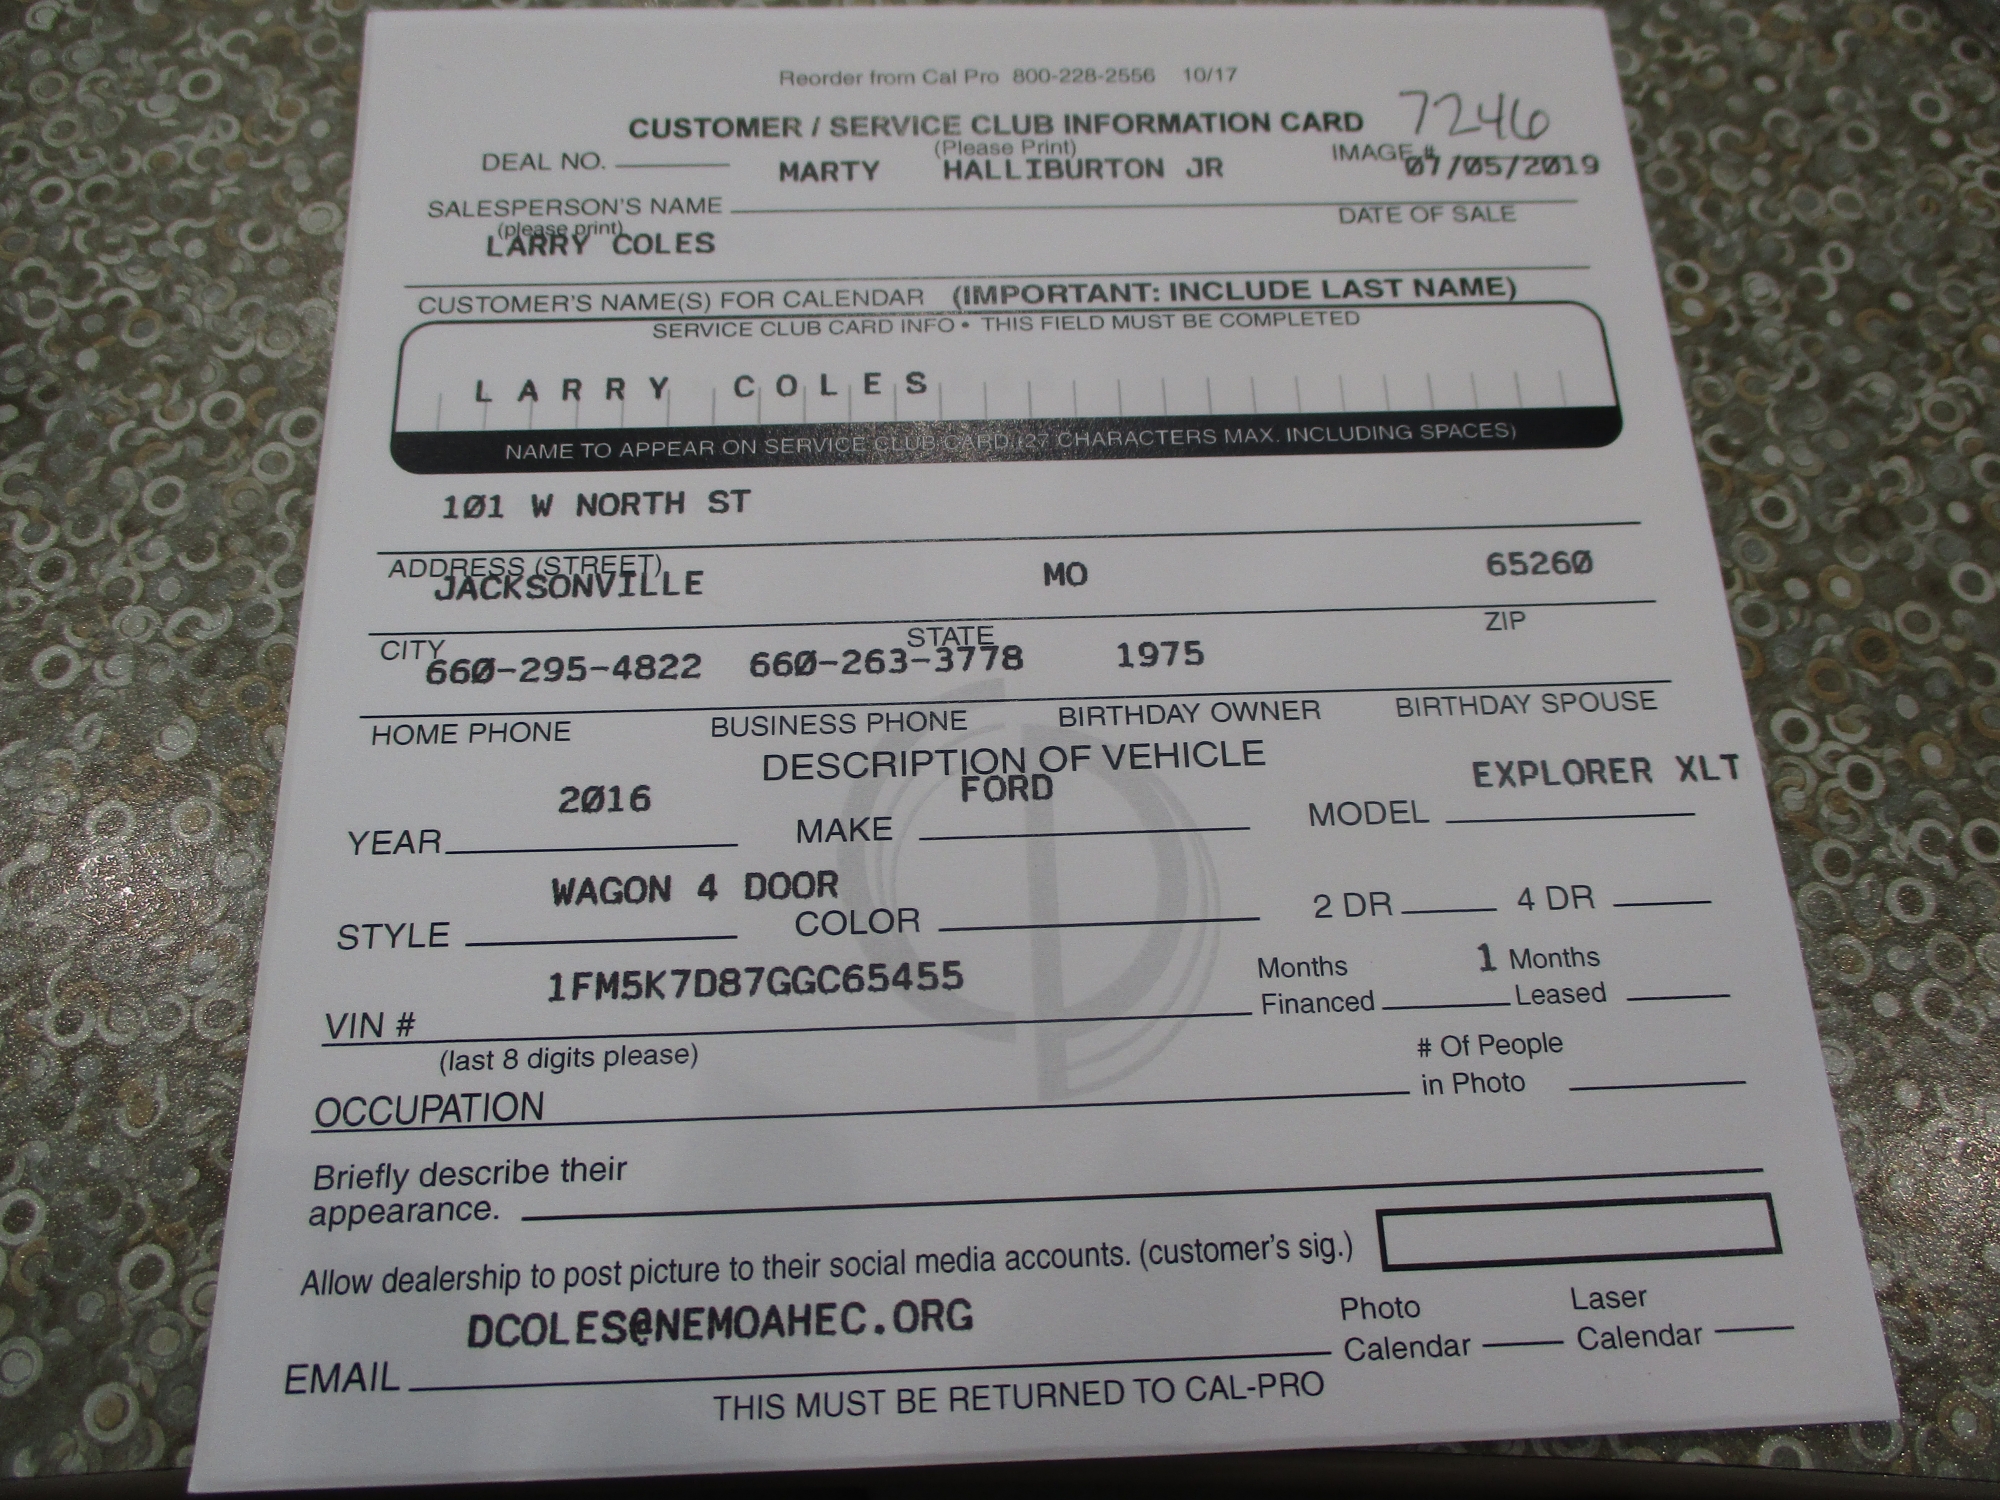 Reorder from Cal Pro 800-228-2556 10/17
CUSTOMER / SERVICE CLUB INFORMATION CARD 7246
(Please Print)
DEAL NO. MARTY HALLIBURTON JR IMAGE # 07/05/2019
SALESPERSON'S NAME DATE OF SALE
(please print)
LARRY COLES
CUSTOMER'S NAME(S) FOR CALENDAR (IMPORTANT: INCLUDE LAST NAME)
SERVICE CLUB CARD INFO • THIS FIELD MUST BE COMPLETED
LARRY COLES
NAME TO APPEAR ON SERVICE CLUB CARD (27 CHARACTERS MAX. INCLUDING SPACES)
101 W NORTH ST
ADDRESS (STREET)
JACKSONVILLE MO 65260
CITY STATE ZIP
660-295-4822 660-263-3778 1975
HOME PHONE BUSINESS PHONE BIRTHDAY OWNER BIRTHDAY SPOUSE
DESCRIPTION OF VEHICLE
2016 FORD EXPLORER XLT
YEAR MAKE MODEL
WAGON 4 DOOR
STYLE COLOR 2 DR 4 DR
1FM5K7D87GGC65455 Months 1 Months
VIN # Financed Leased
(last 8 digits please) # Of People
OCCUPATION in Photo
Briefly describe their
appearance.
Allow dealership to post picture to their social media accounts. (customer's sig.)
DCOLES@NEMOAHEC.ORG Photo Laser
EMAIL Calendar Calendar
THIS MUST BE RETURNED TO CAL-PRO